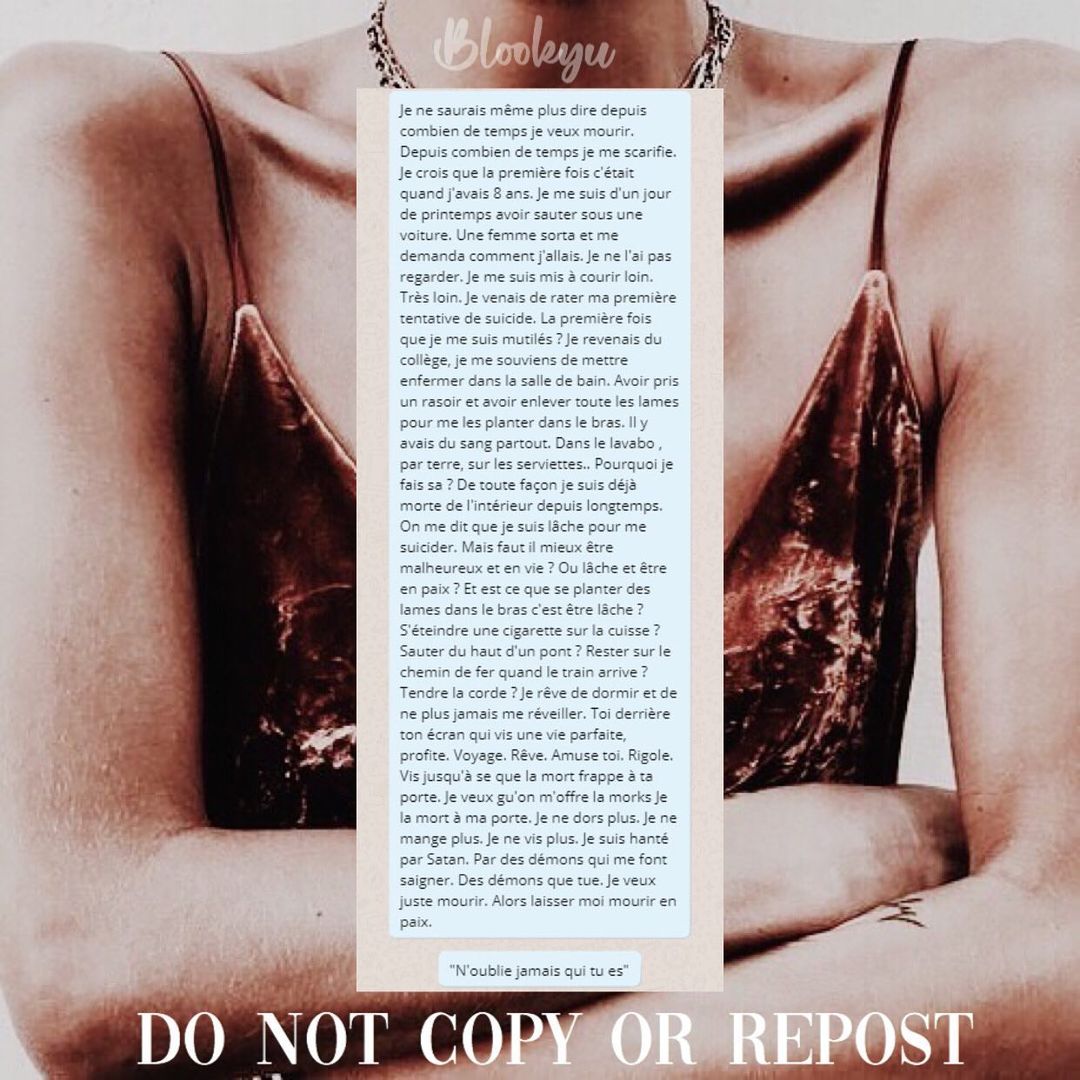 Blookyu
Je ne saurais même plus dire depuis
combien de temps je veux mourir.
Depuis combien de temps je me scarifie.
Je crois que la première fois c'était
quand j'avais 8 ans. Je me suis d'un jour
de printemps avoir sauter sous une
voiture. Une femme sorta et me
demanda comment j'allais. Je ne l'ai pas
regarder. Je me suis mis à courir loin.
Très loin. Je venais de rater ma première
tentative de suicide. La première fois
que je me suis mutilés ? Je revenais du
collège, je me souviens de mettre
enfermer dans la salle de bain. Avoir pris
un rasoir et avoir enlever toute les lames
pour me les planter dans le bras. Il y
avais du sang partout. Dans le lavabo ,
par terre, sur les serviettes.. Pourquoi je
fais sa ? De toute façon je suis déjà
morte de l'intérieur depuis longtemps.
On me dit que je suis lâche pour me
suicider. Mais faut il mieux être
malheureux et en vie ? Ou lâche et être
en paix ? Et est ce que se planter des
lames dans le bras c'est être lâche ?
S'éteindre une cigarette sur la cuisse ?
Sauter du haut d'un pont ? Rester sur le
chemin de fer quand le train arrive ?
Tendre la corde ? Je rêve de dormir et de
ne plus jamais me réveiller. Toi derrière
ton écran qui vis une vie parfaite,
profite. Voyage. Rêve. Amuse toi. Rigole.
Vis jusqu'à se que la mort frappe à ta
porte. Je veux gu'on m'offre la morks Je
la mort à ma porte. Je ne dors plus. Je ne
mange plus. Je ne vis plus. Je suis hanté
par Satan. Par des démons qui me font
saigner. Des démons que tue. Je veux
juste mourir. Alors laisser moi mourir en
paix.
"N'oublie jamais qui tu es"
DO NOT COPY OR REPOST